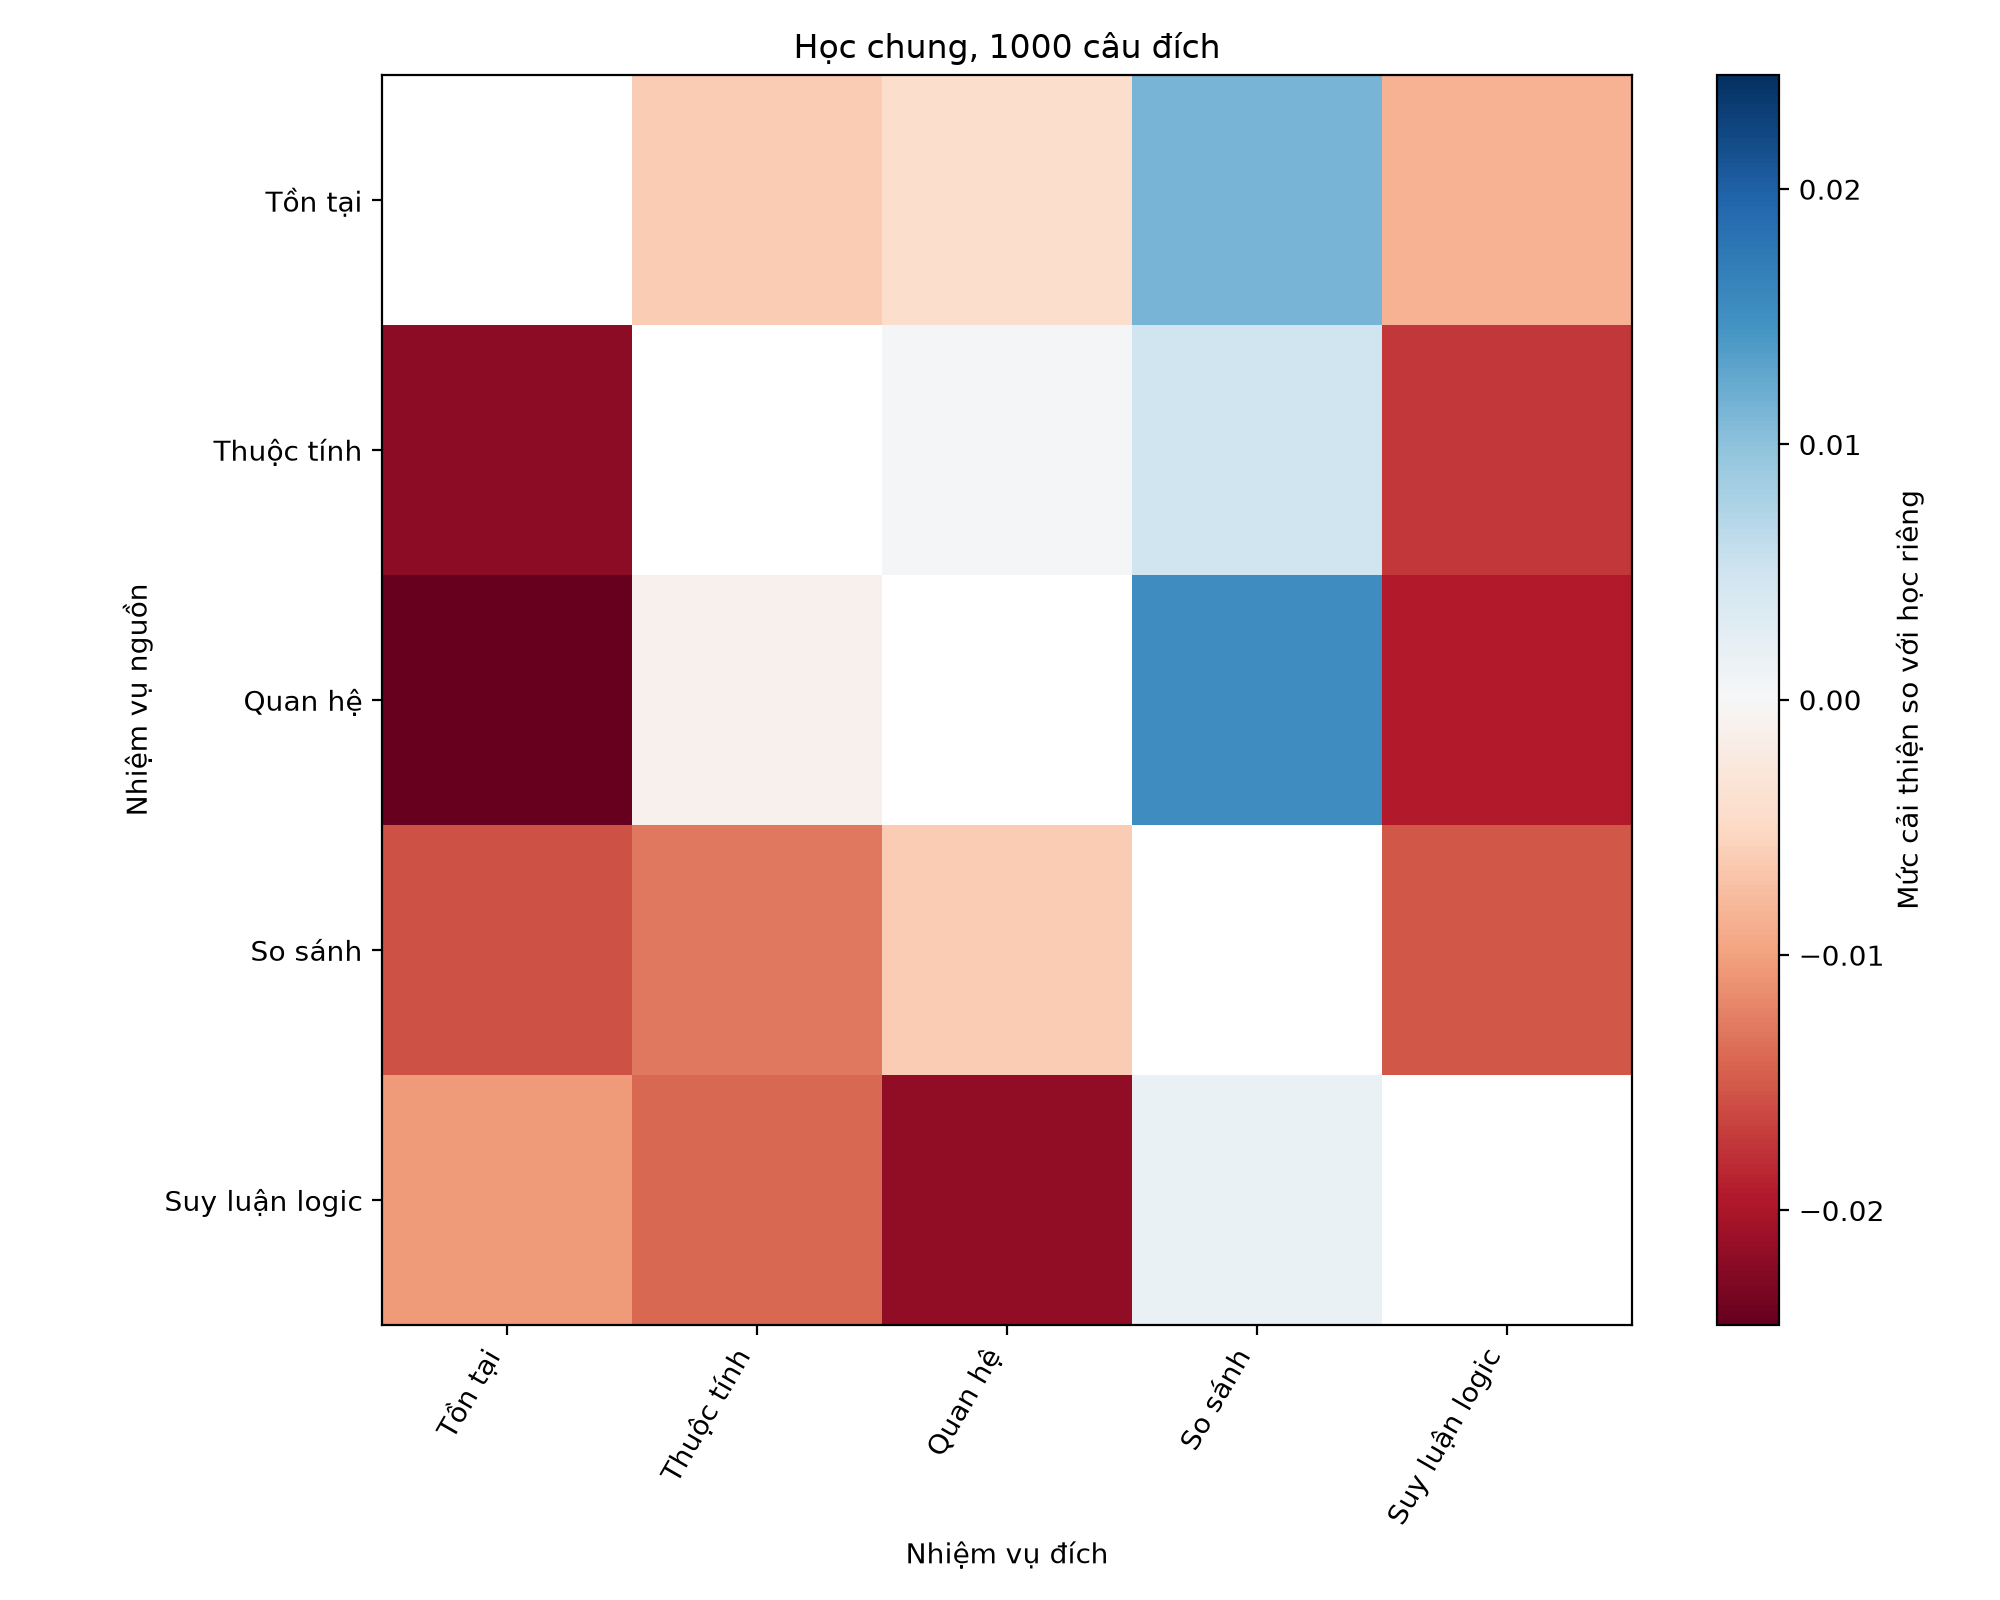 Học chung, 1000 câu đích
Nhiệm vụ nguồn
Tồn tại
Thuộc tính
Quan hệ
So sánh
Suy luận logic
Tồn tại
Thuộc tính
Quan hệ
So sánh
Suy luận logic
Nhiệm vụ đích
0.02
0.01
0.00
−0.01
−0.02
Mức cải thiện so với học riêng